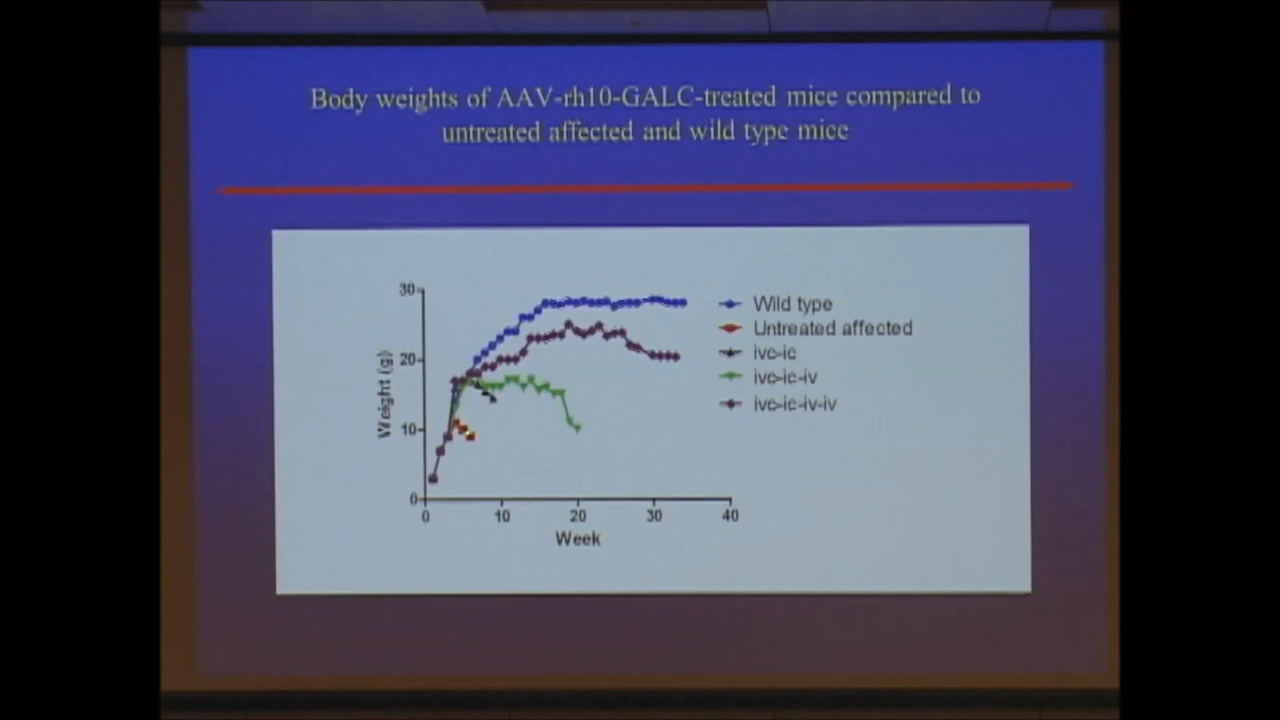 Body weights of AAV-rh10-GALC-treated mice compared to
untreated affected and wild type mice
30
20
10
0
Weight (g)
0 10 20 30 40
Week
Wild type
Untreated affected
ivc-ic
ivc-ic-iv
ivc-ic-iv-iv